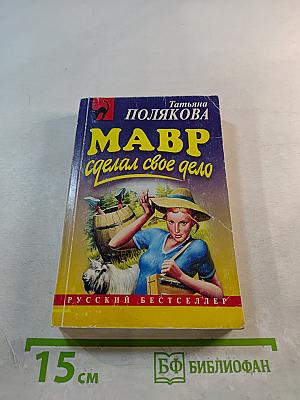 Татьяна
ПОЛЯКОВА
МАВР
сделал свое дело
РУССКИЙ БЕСТСЕЛЛЕР
15 см
БФ БИБЛИОФАН